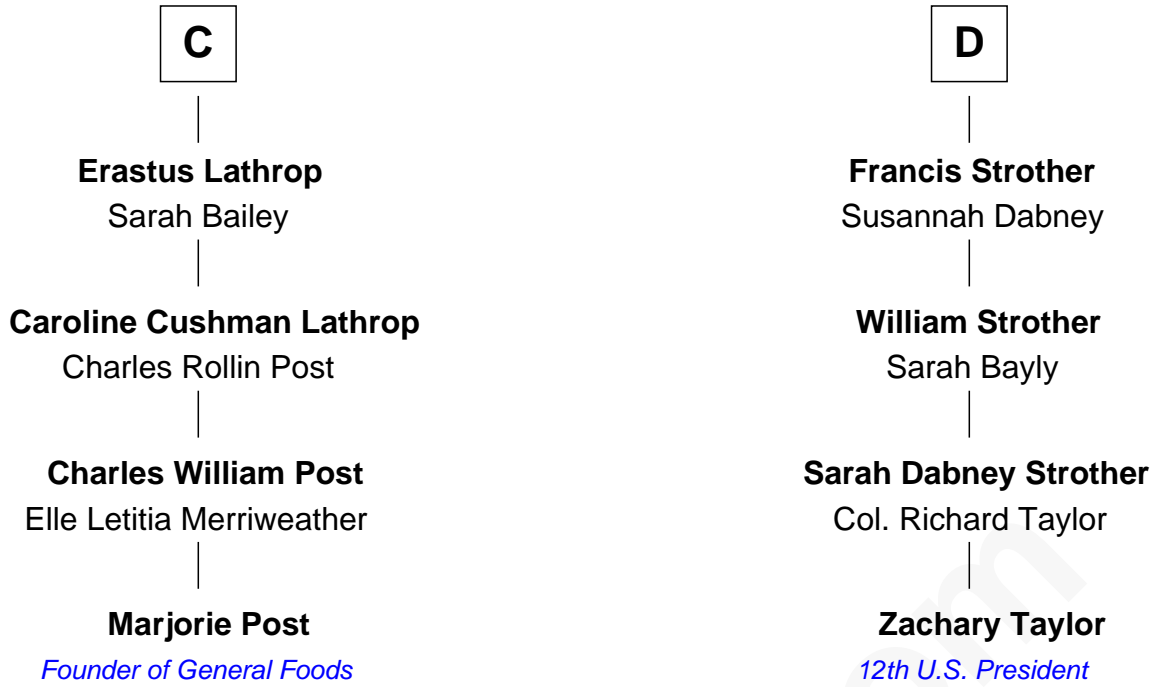 C
Erastus Lathrop
Sarah Bailey
Caroline Cushman Lathrop
Charles Rollin Post
Charles William Post
Elle Letitia Merriweather
Marjorie Post
Founder of General Foods
D
Francis Strother
Susannah Dabney
William Strother
Sarah Bayly
Sarah Dabney Strother
Col. Richard Taylor
Zachary Taylor
12th U.S. President